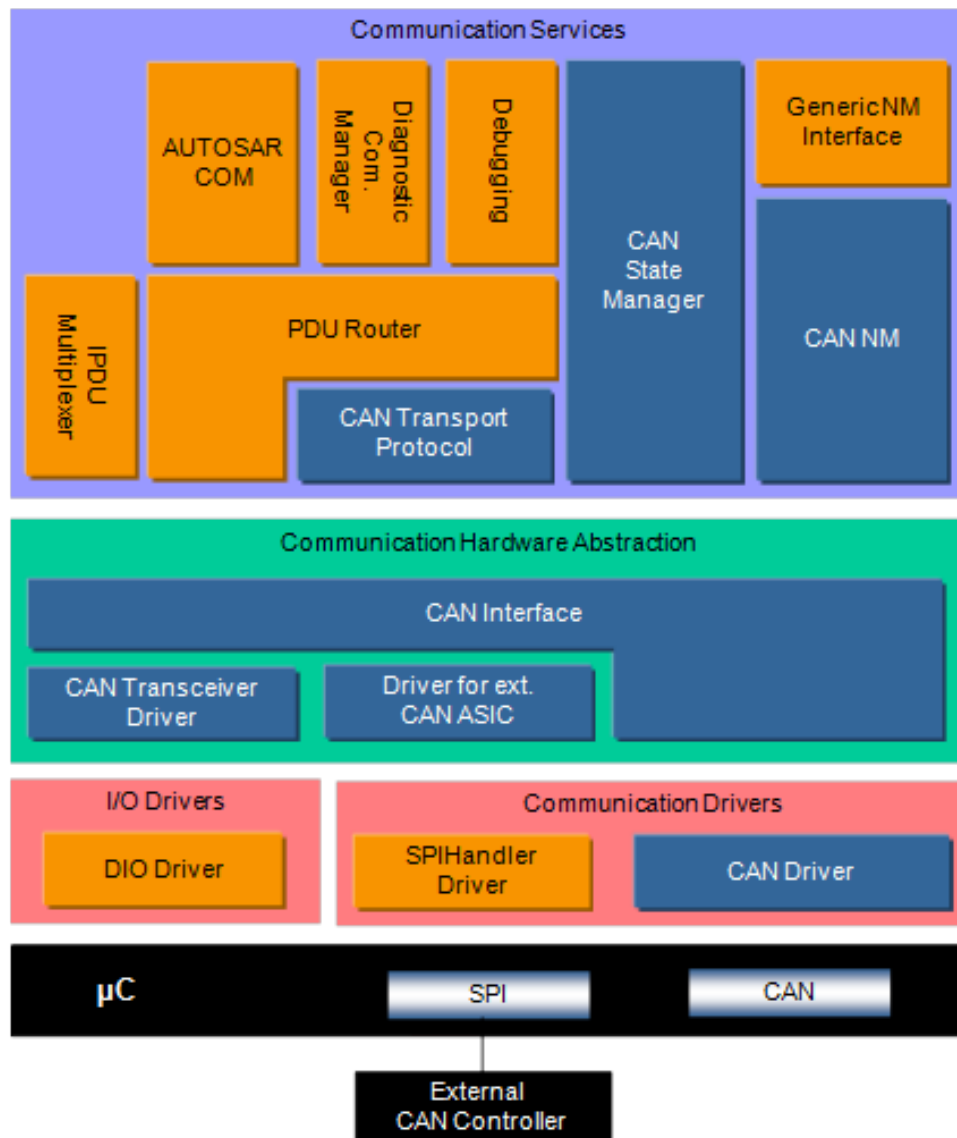 Communication Services
AUTOSAR
COM
Diagnostic
Com.
Manager
Debugging
CAN
State
Manager
Generic NM
Interface
IPDU
Multiplexer
PDU Router
CAN NM
CAN Transport
Protocol
Communication Hardware Abstraction
CAN Interface
CAN Transceiver
Driver
Driver for ext.
CAN ASIC
I/O Drivers
Communication Drivers
DIO Driver
SPIHandler
Driver
CAN Driver
µC
SPI
CAN
External
CAN Controller